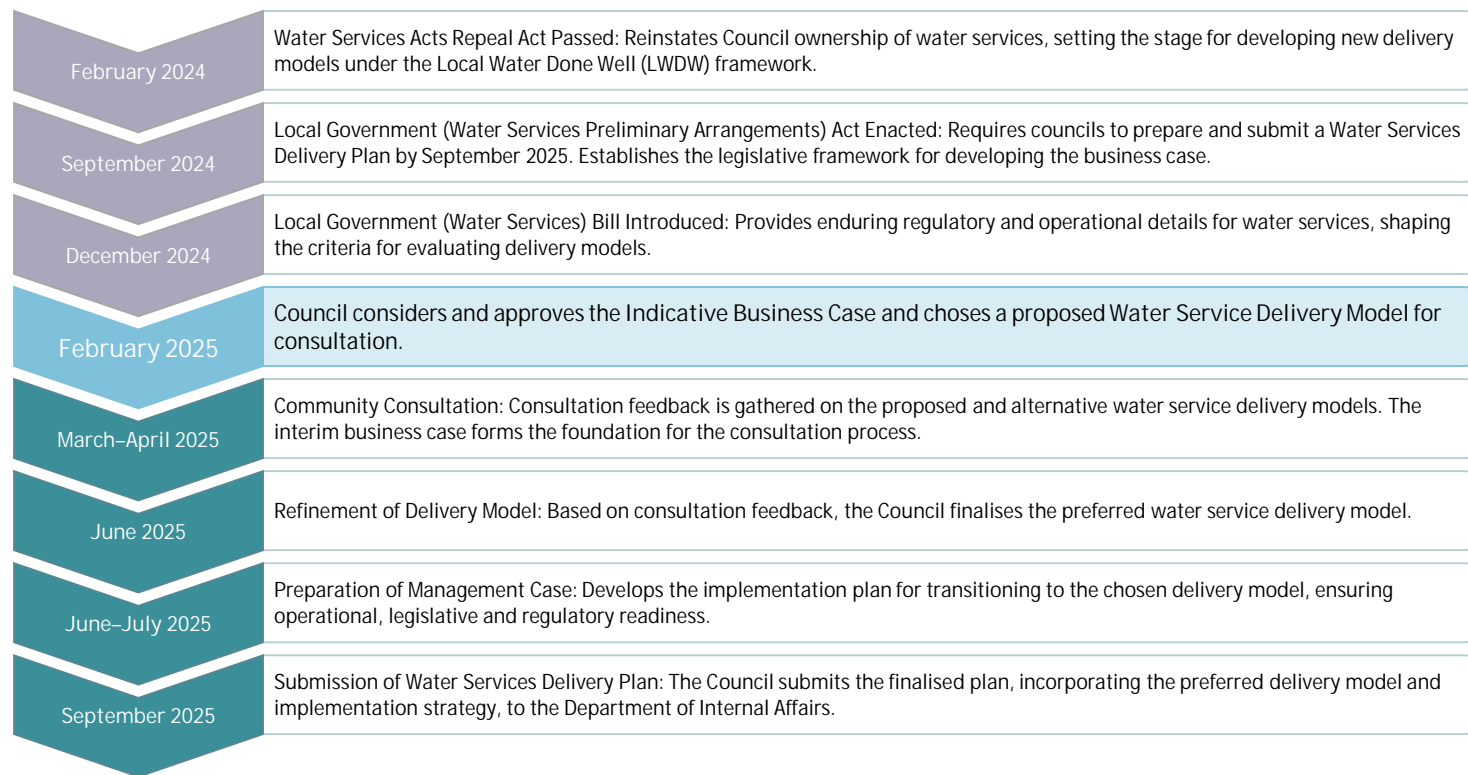 February 2024
Water Services Acts Repeal Act Passed: Reinstates Council ownership of water services, setting the stage for developing new delivery
models under the Local Water Done Well (LWDW) framework.
September 2024
Local Government (Water Services Preliminary Arrangements) Act Enacted: Requires councils to prepare and submit a Water Services
Delivery Plan by September 2025. Establishes the legislative framework for developing the business case.
December 2024
Local Government (Water Services) Bill Introduced: Provides enduring regulatory and operational details for water services, shaping
the criteria for evaluating delivery models.
February 2025
Council considers and approves the Indicative Business Case and choses a proposed Water Service Delivery Model for
consultation.
March–April 2025
Community Consultation: Consultation feedback is gathered on the proposed and alternative water service delivery models. The
interim business case forms the foundation for the consultation process.
June 2025
Refinement of Delivery Model: Based on consultation feedback, the Council finalises the preferred water service delivery model.
June–July 2025
Preparation of Management Case: Develops the implementation plan for transitioning to the chosen delivery model, ensuring
operational, legislative and regulatory readiness.
September 2025
Submission of Water Services Delivery Plan: The Council submits the finalised plan, incorporating the preferred delivery model and
implementation strategy, to the Department of Internal Affairs.